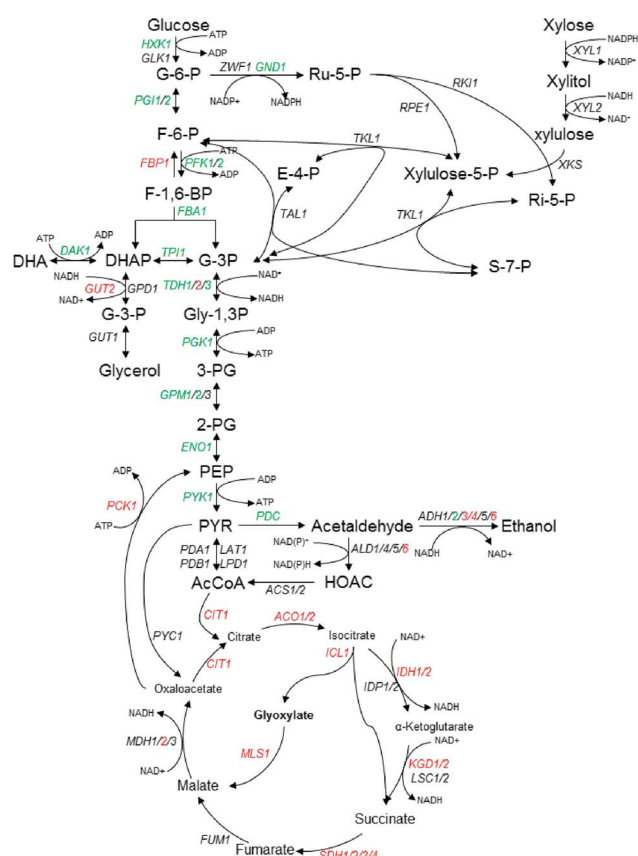 Glucose
Xylose
HXK1
GLK1
ATP
ADP
NADPH
XYL1
NADP⁺
G-6-P
ZWF1 GND1
Ru-5-P
NADP+
NADPH
RKI1
Xylitol
PGI1/2
RPE1
NADH
XYL2
NAD⁺
F-6-P
TKL1
xylulose
FBP1
PFK1/2
ATP
ADP
E-4-P
Xylulose-5-P
XKS
F-1,6-BP
TAL1
TKL1
Ri-5-P
FBA1
ATP
ADP
DAK1
TPI1
DHA
DHAP
G-3-P
S-7-P
NADH
NAD+
GUT2
GPD1
TDH1/2/3
NAD⁺
NADH
G-3-P
Gly-1,3P
GUT1
PGK1
ADP
ATP
Glycerol
3-PG
GPM1/2/3
2-PG
ENO1
ADP
PEP
PCK1
PYK1
ADP
ATP
ATP
PYR
PDC
Acetaldehyde
ADH1/2/3/4/5/6
Ethanol
NADH
NAD+
PDA1 LAT1
PDB1 LPD1
NAD(P)⁺
NAD(P)H
ALD1/4/5/6
AcCoA
ACS1/2
HOAC
PYC1
CIT1
Citrate
ACO1/2
Isocitrate
NAD+
CIT1
ICL1
IDH1/2
IDP1/2
Oxaloacetate
NADH
NADH
Glyoxylate
α-Ketoglutarate
MDH1/2/3
NAD+
MLS1
NAD+
KGD1/2
LSC1/2
NADH
Malate
Succinate
FUM1
Fumarate
SDH1/2/3/4